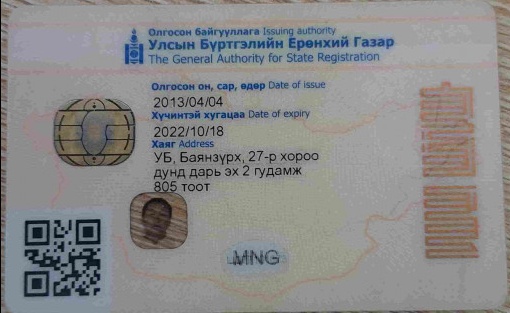 Олгосон байгууллага Issuing authority
Улсын Бүртгэлийн Ерөнхий Газар
The General Authority for State Registration
Олгосон он, сар, өдөр Date of issue
2013/04/04
Хүчинтэй хугацаа Date of expiry
2022/10/18
Хаяг Address
УБ, Баянзүрх, 27-р хороо
дунд дарь эх 2 гудамж
805 тоот
MNG